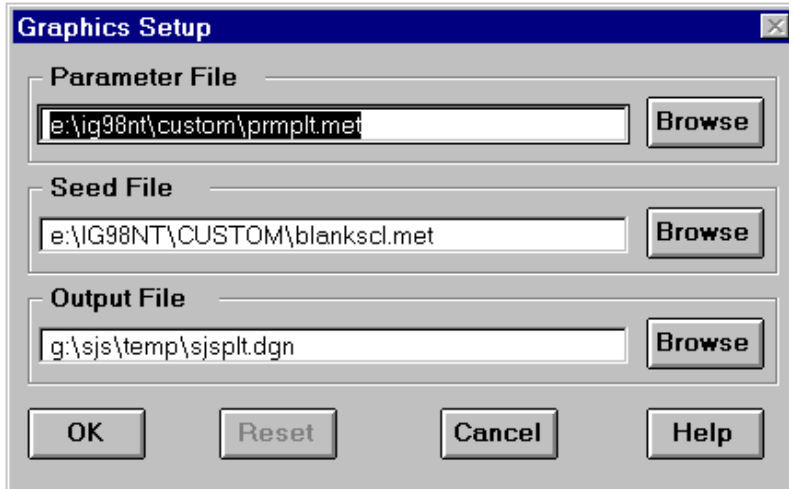 Graphics Setup
Parameter File
e:\ig98nt\custom\prmplt.met
Browse
Seed File
e:\IG98NT\CUSTOM\blankscl.met
Browse
Output File
g:\sjs\temp\sjsplt.dgn
Browse
OK Reset Cancel Help